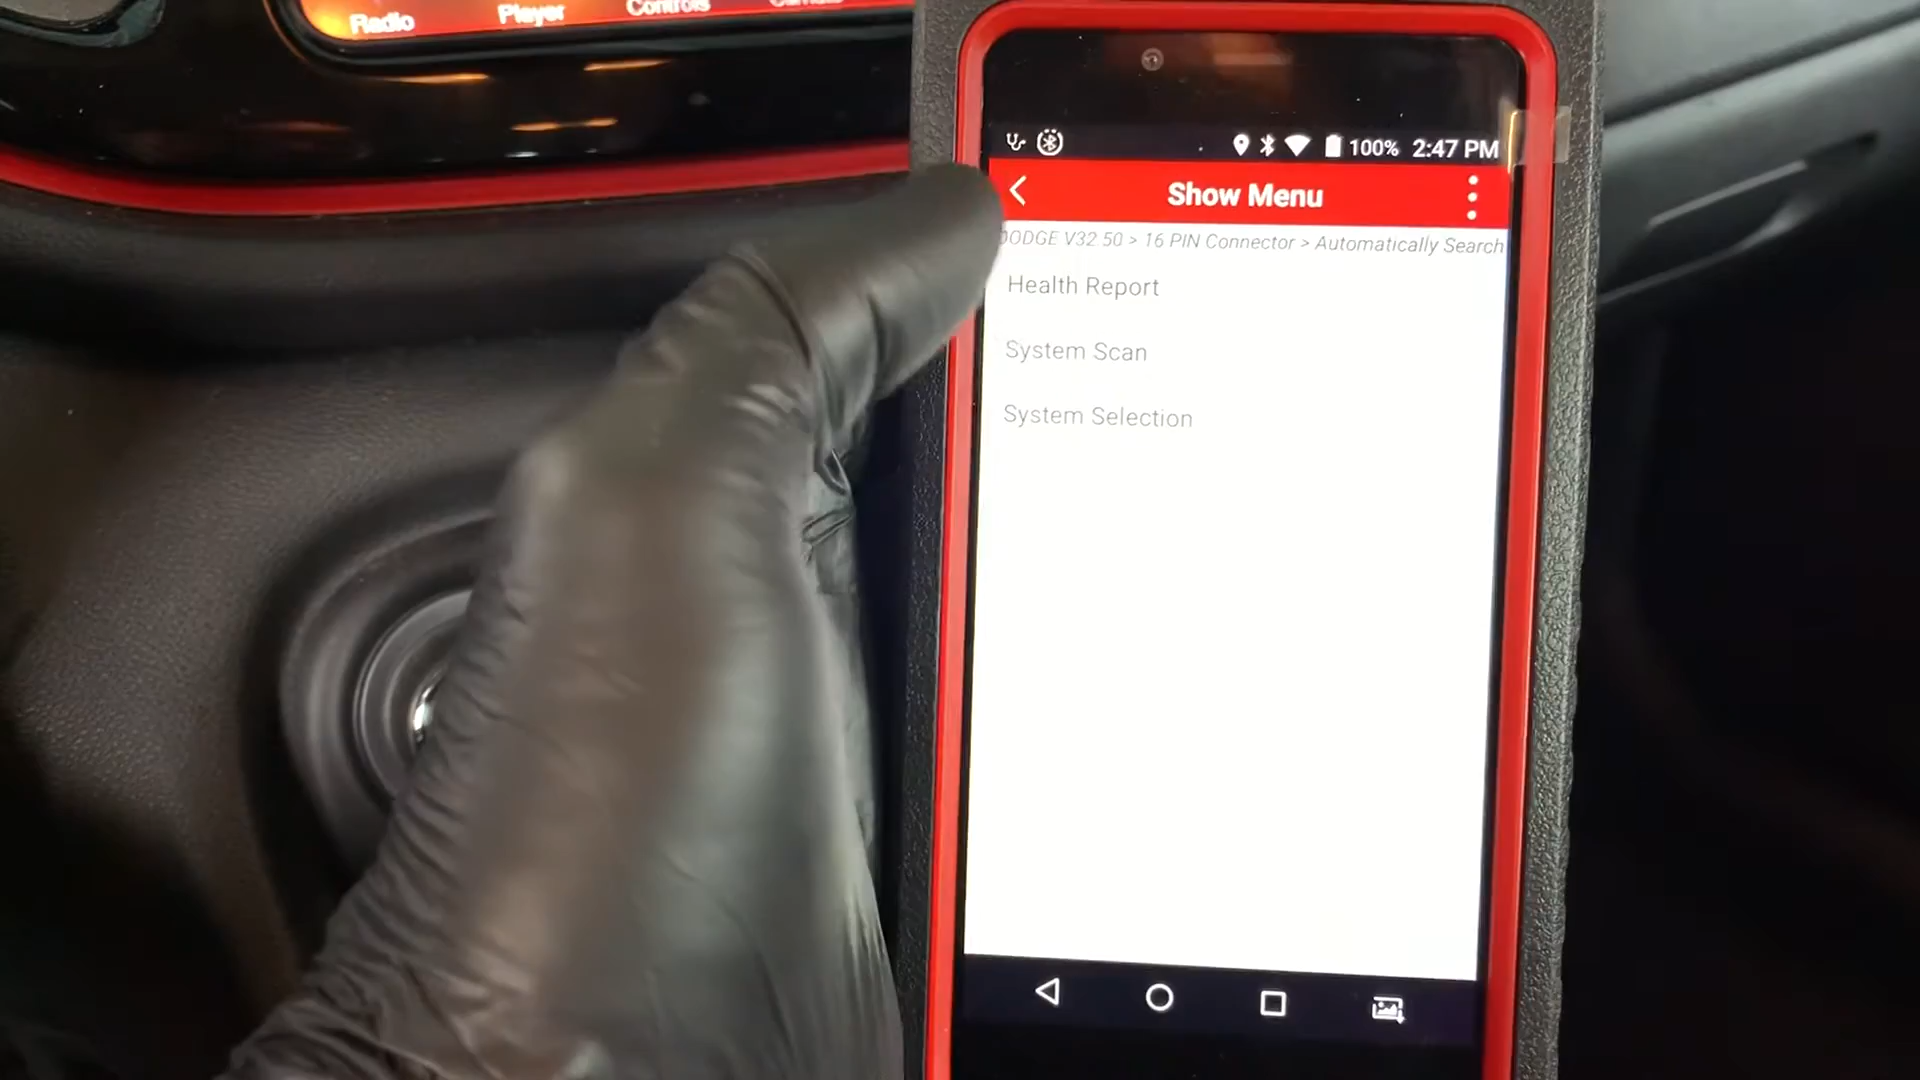 Radio
Player
Controls
100% 2:47 PM
Show Menu
DODGE V32.50 > 16 PIN Connector > Automatically Search
Health Report
System Scan
System Selection